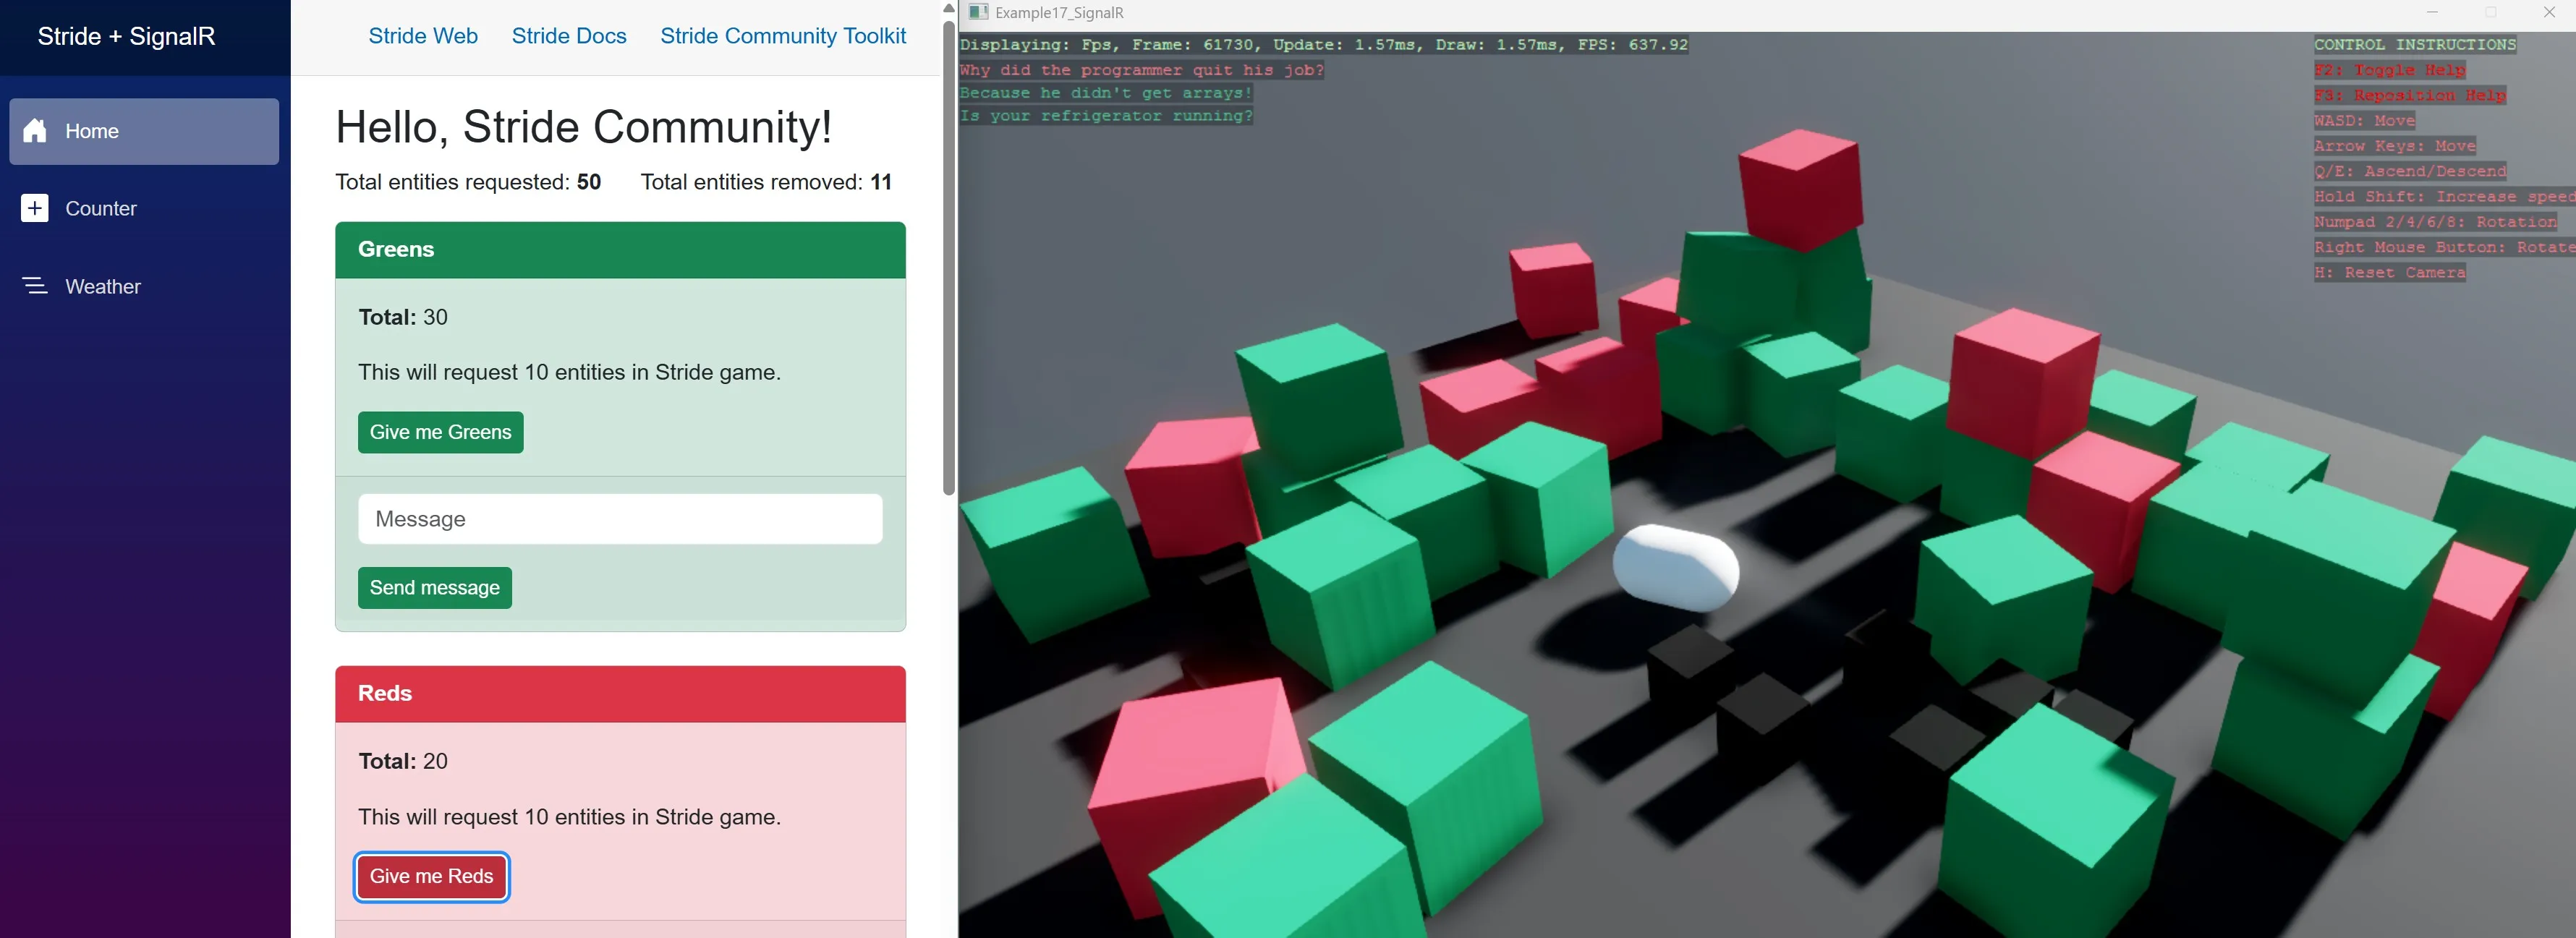 Stride + SignalR
Home
Counter
Weather
Stride Web Stride Docs Stride Community Toolkit
Hello, Stride Community!
Total entities requested: 50 Total entities removed: 11
Greens
Total: 30
This will request 10 entities in Stride game.
Give me Greens
Message
Send message
Reds
Total: 20
This will request 10 entities in Stride game.
Give me Reds
Example17_SignalR
Displaying: Fps, Frame: 61730, Update: 1.57ms, Draw: 1.57ms, FPS: 637.92
Why did the programmer quit his job?
Because he didn't get arrays!
Is your refrigerator running?
CONTROL INSTRUCTIONS
F2: Toggle Help
F3: Reposition Help
WASD: Move
Arrow Keys: Move
Q/E: Ascend/Descend
Hold Shift: Increase speed
Numpad 2/4/6/8: Rotation
Right Mouse Button: Rotate
H: Reset Camera